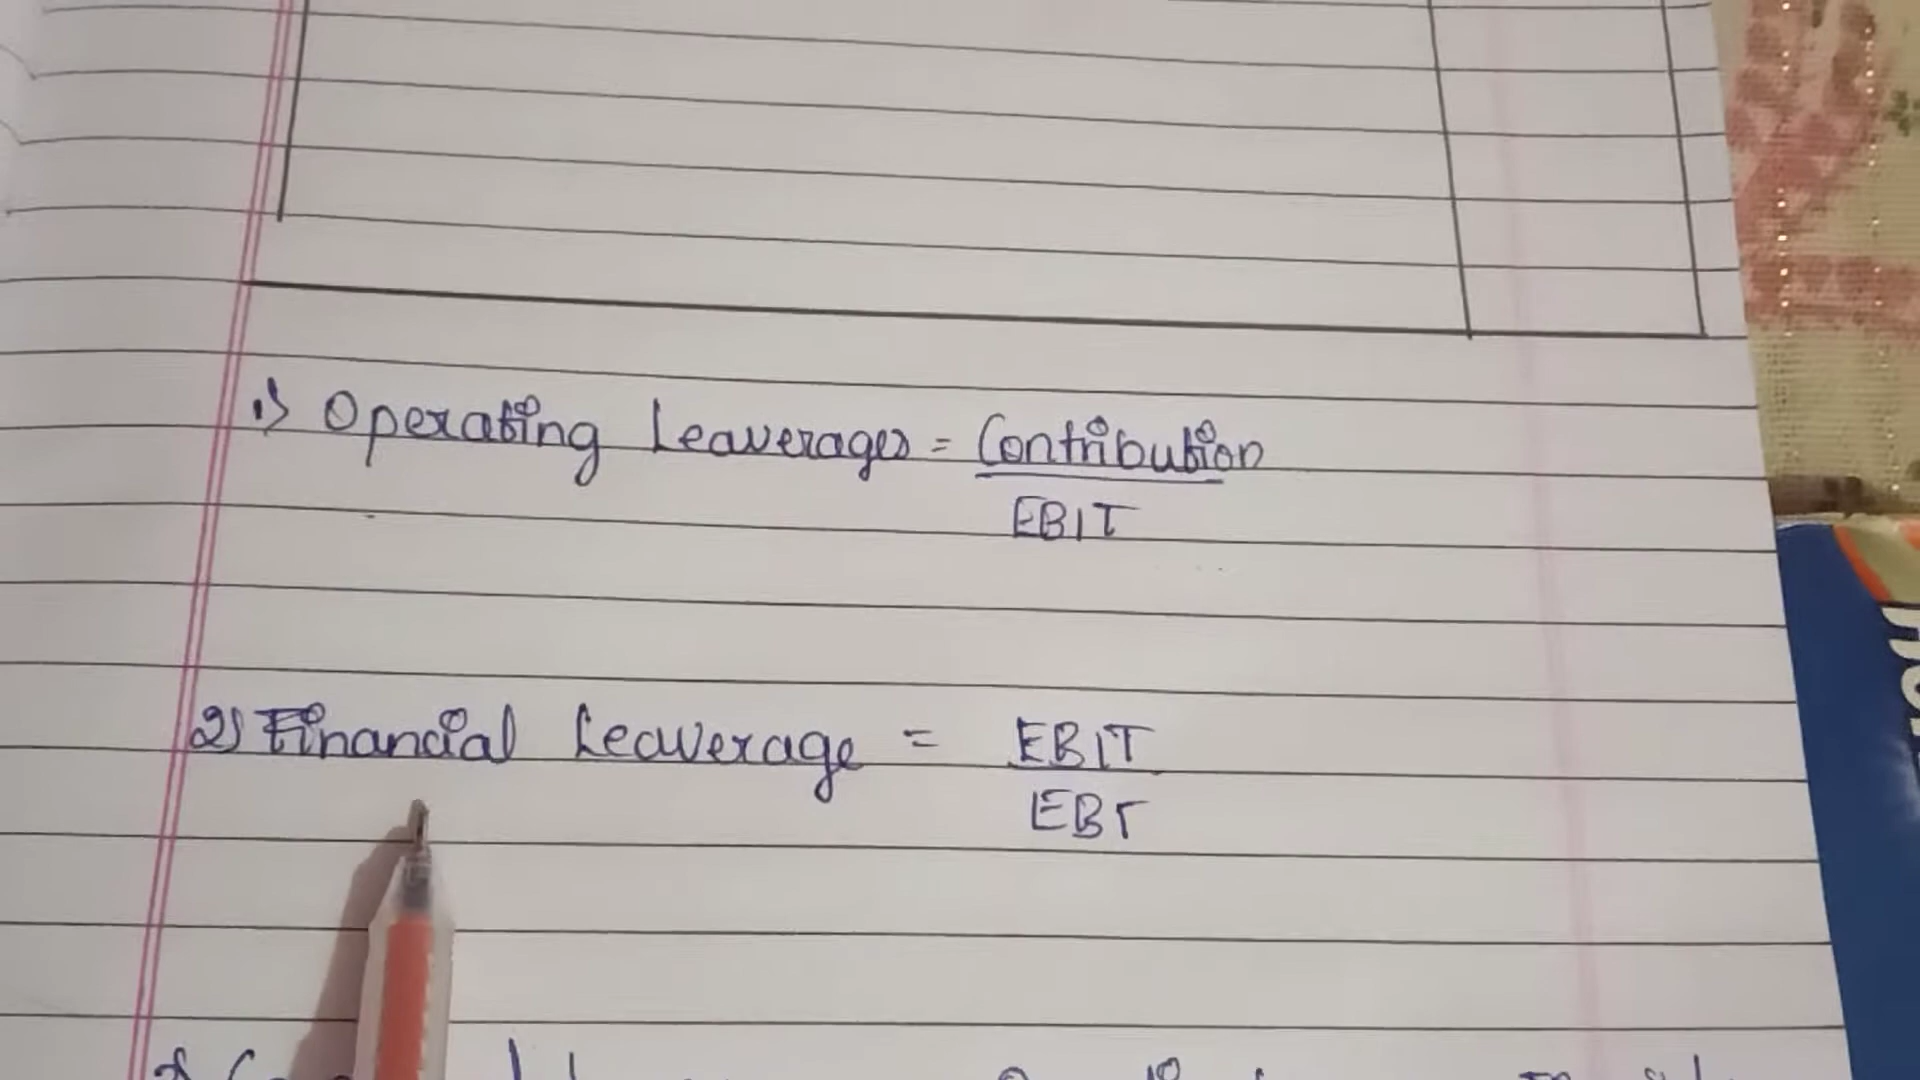 1) Operating Leaverages = Contribution
EBIT
2) Financial Leaverage = EBIT
EBT